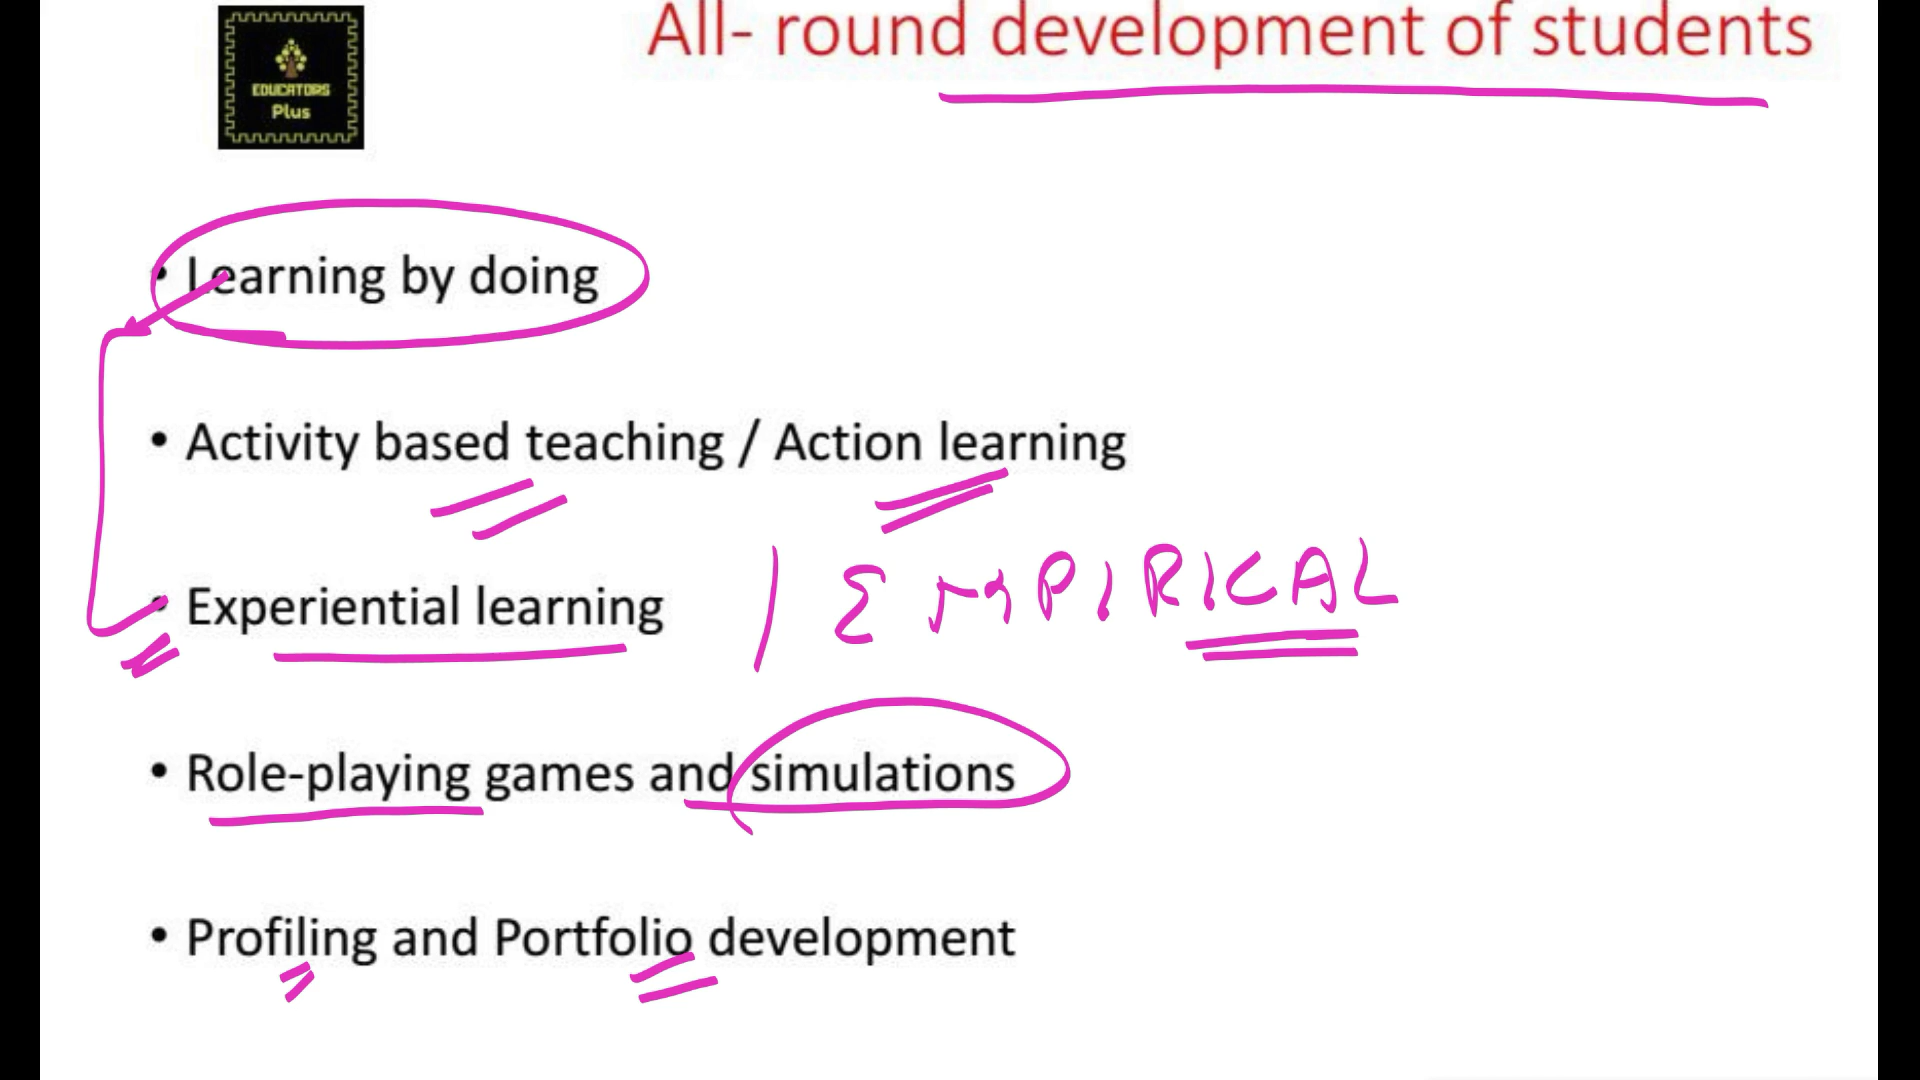 All- round development of students
EDUCATORS
Plus
• Learning by doing
• Activity based teaching / Action learning
• Experiential learning / EMPIRICAL
• Role-playing games and simulations
• Profiling and Portfolio development